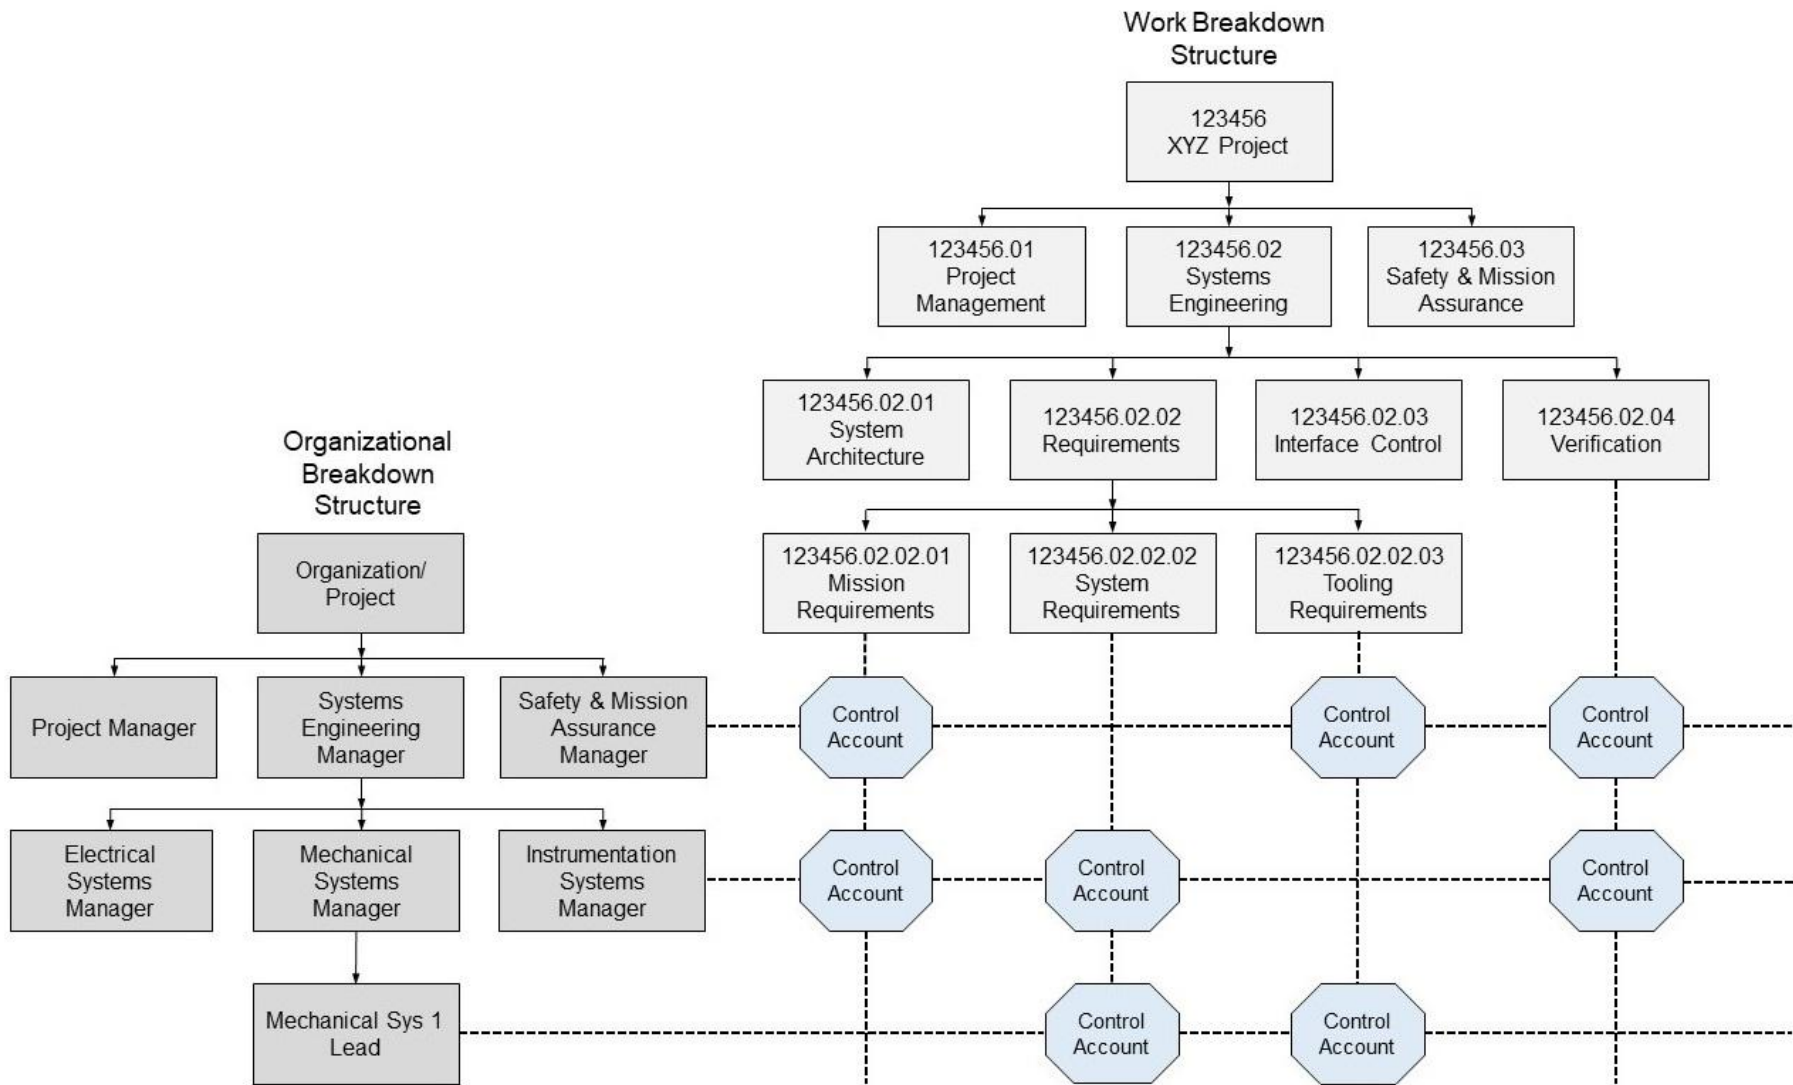 Work Breakdown
Structure
123456
XYZ Project
123456.01
Project
Management
123456.02
Systems
Engineering
123456.03
Safety & Mission
Assurance
123456.02.01
System
Architecture
123456.02.02
Requirements
123456.02.03
Interface Control
123456.02.04
Verification
Organizational
Breakdown
Structure
123456.02.02.01
Mission
Requirements
123456.02.02.02
System
Requirements
123456.02.02.03
Tooling
Requirements
Organization/
Project
Project Manager
Systems
Engineering
Manager
Safety & Mission
Assurance
Manager
Control
Account
Control
Account
Control
Account
Electrical
Systems
Manager
Mechanical
Systems
Manager
Instrumentation
Systems
Manager
Control
Account
Control
Account
Control
Account
Mechanical Sys 1
Lead
Control
Account
Control
Account